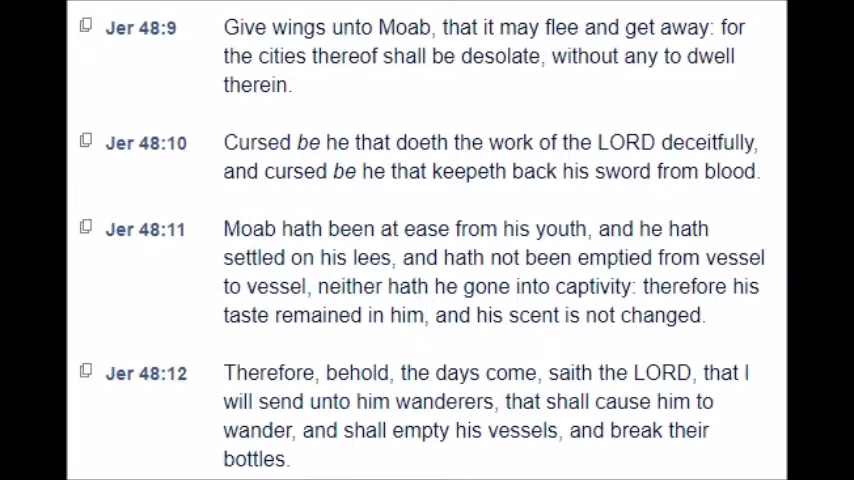 Jer 48:9 Give wings unto Moab, that it may flee and get away: for
the cities thereof shall be desolate, without any to dwell
therein.
Jer 48:10 Cursed be he that doeth the work of the LORD deceitfully,
and cursed be he that keepeth back his sword from blood.
Jer 48:11 Moab hath been at ease from his youth, and he hath
settled on his lees, and hath not been emptied from vessel
to vessel, neither hath he gone into captivity: therefore his
taste remained in him, and his scent is not changed.
Jer 48:12 Therefore, behold, the days come, saith the LORD, that I
will send unto him wanderers, that shall cause him to
wander, and shall empty his vessels, and break their
bottles.